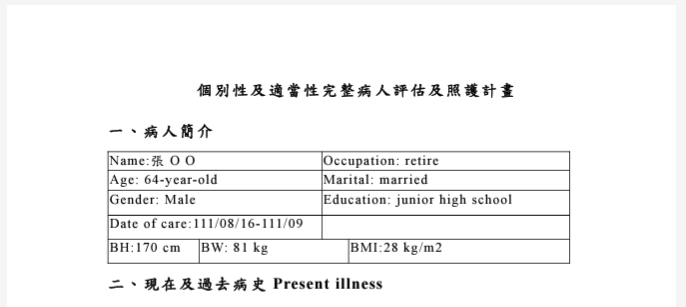 個別性及適當性完整病人評估及照護計畫
一、病人簡介
Name:張 O O Occupation: retire
Age: 64-year-old Marital: married
Gender: Male Education: junior high school
Date of care:111/08/16-111/09
BH:170 cm BW: 81 kg BMI:28 kg/m2
二、現在及過去病史 Present illness